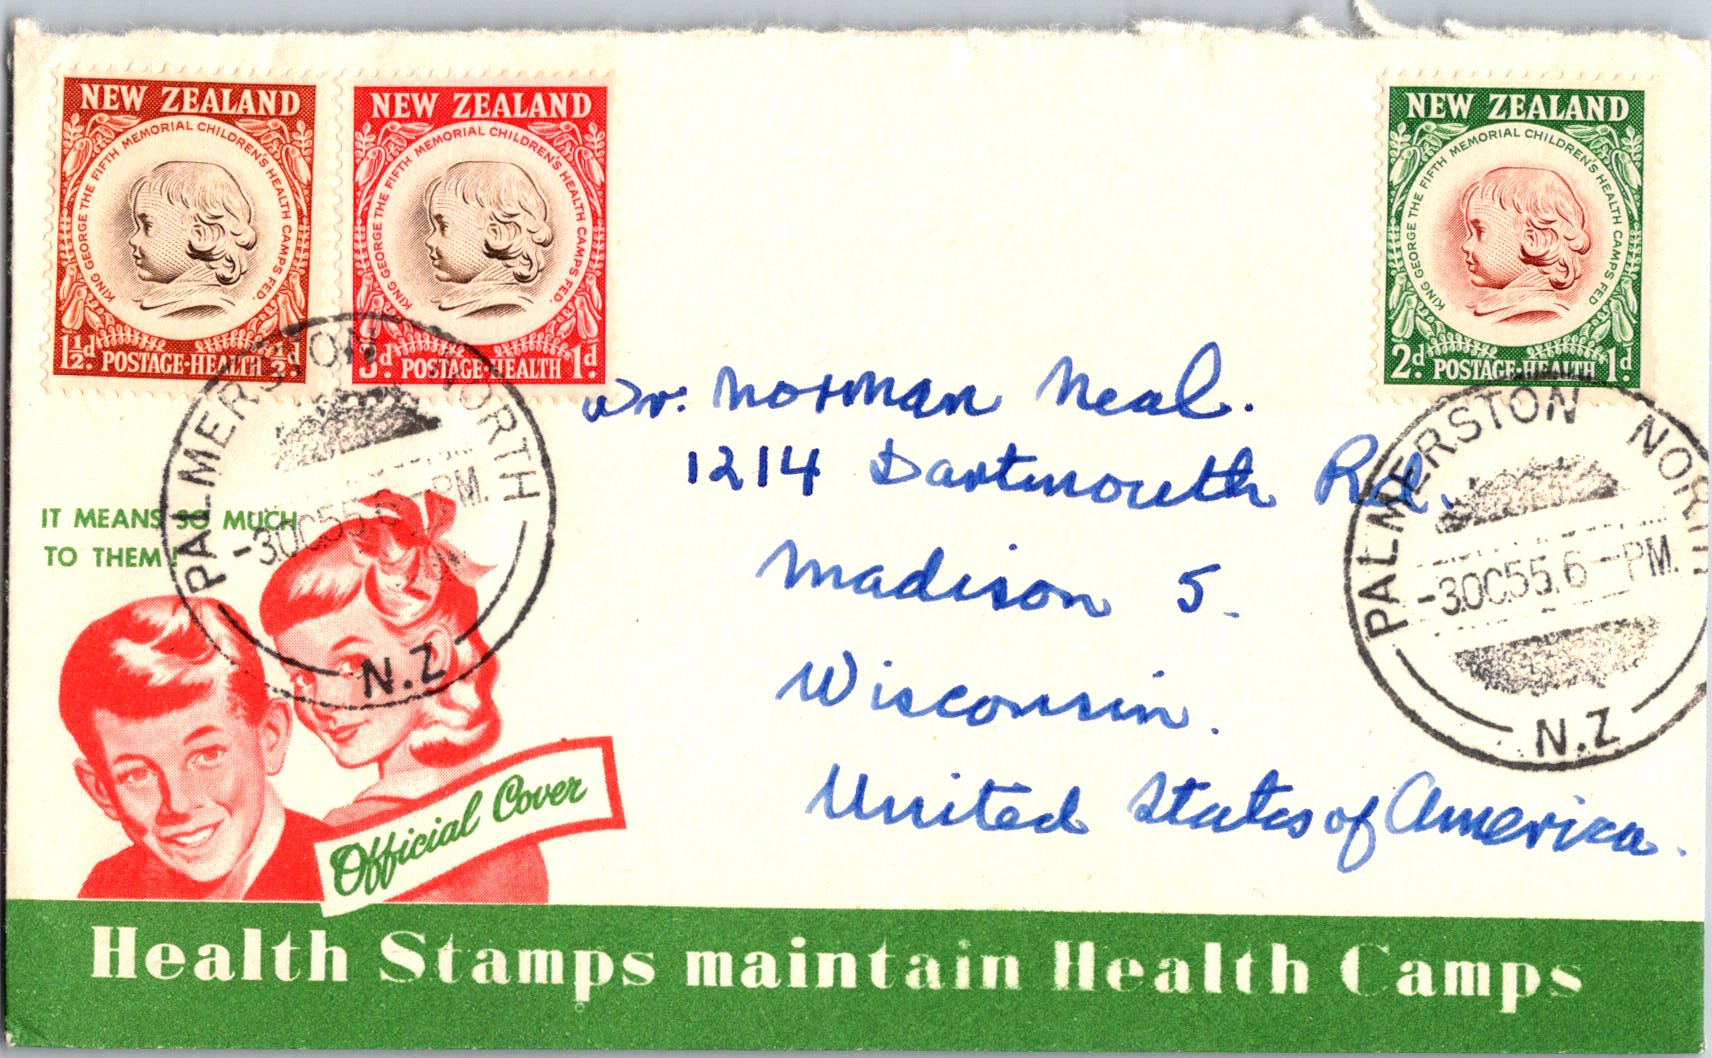 NEW ZEALAND
KING GEORGE THE FIFTH MEMORIAL CHILDREN'S HEALTH CAMPS FED.
1½d POSTAGE·HEALTH ½d
NEW ZEALAND
KING GEORGE THE FIFTH MEMORIAL CHILDREN'S HEALTH CAMPS FED.
3d POSTAGE·HEALTH 1d
NEW ZEALAND
KING GEORGE THE FIFTH MEMORIAL CHILDREN'S HEALTH CAMPS FED.
2d POSTAGE·HEALTH 1d
PALMERSTON NORTH
-3OC55 PM.
N.Z
PALMERSTON NORTH
-3OC55.6-PM.
N.Z
Dr. Norman Neal.
1214 Dartmouth Rd.
Madison 5.
Wisconsin.
United States of America.
IT MEANS SO MUCH
TO THEM!
Official Cover
Health Stamps maintain Health Camps